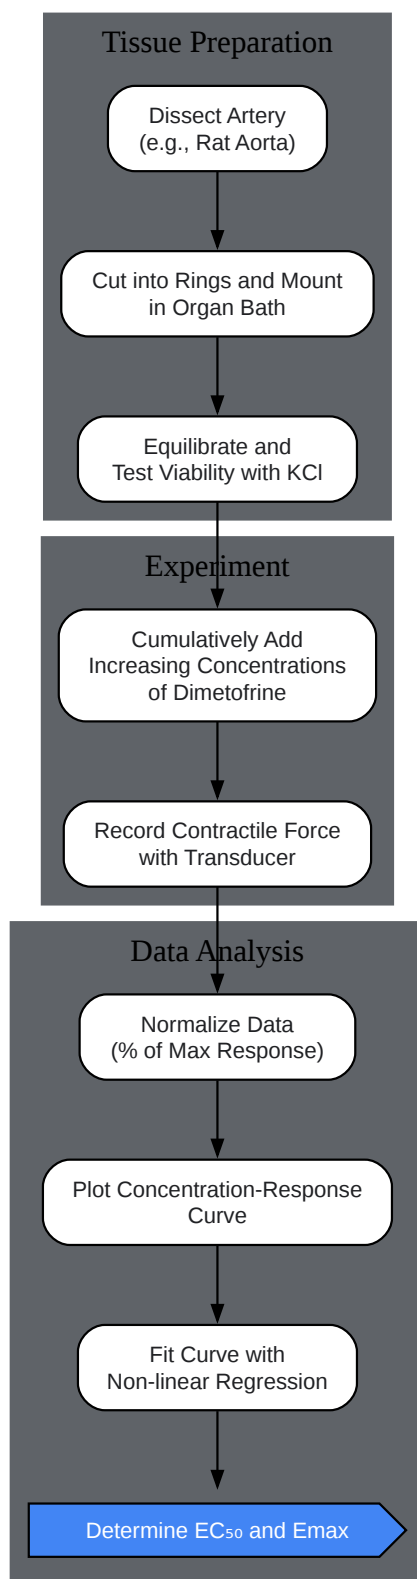 Tissue Preparation
Dissect Artery
(e.g., Rat Aorta)
Cut into Rings and Mount
in Organ Bath
Equilibrate and
Test Viability with KCl
Experiment
Cumulatively Add
Increasing Concentrations
of Dimetofrine
Record Contractile Force
with Transducer
Data Analysis
Normalize Data
(% of Max Response)
Plot Concentration-Response
Curve
Fit Curve with
Non-linear Regression
Determine EC₅₀ and Emax